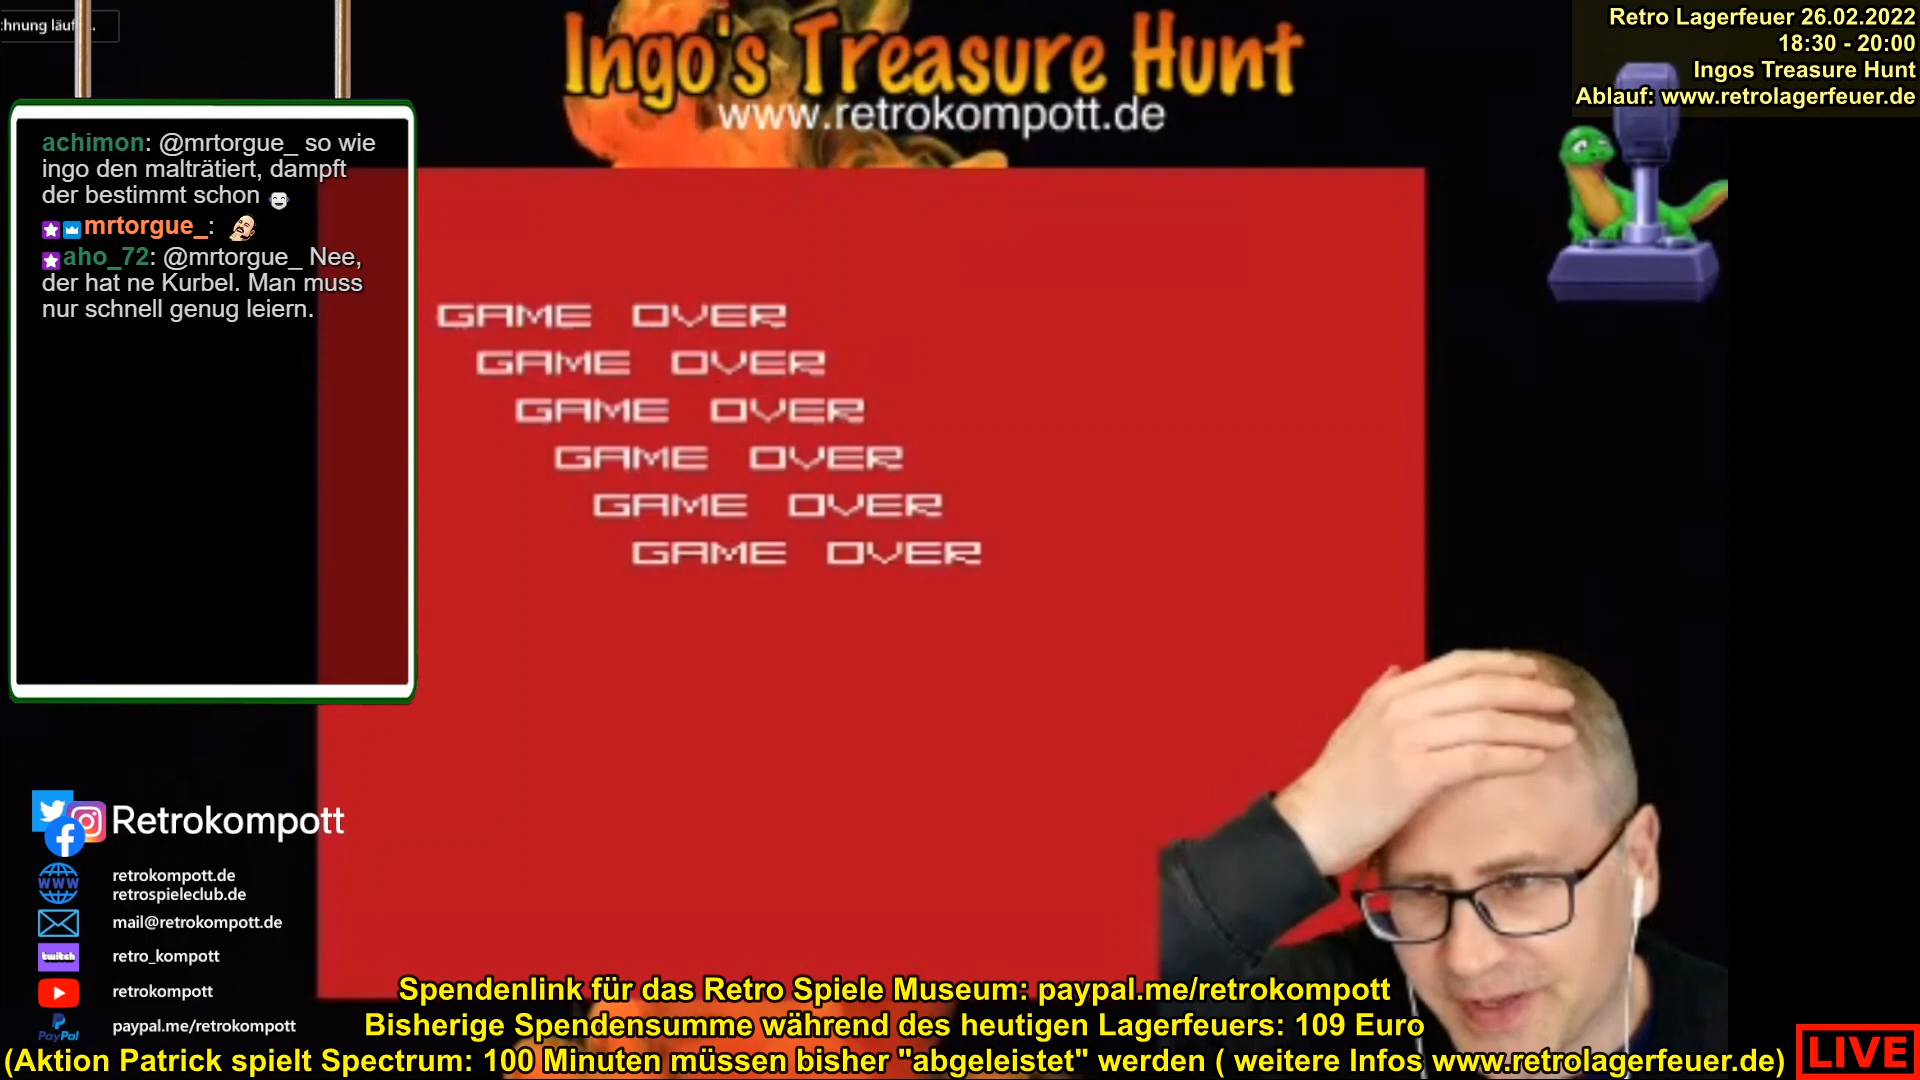 chnung läuf
Ingo's Treasure Hunt
www.retrokompott.de
Retro Lagerfeuer 26.02.2022
18:30 - 20:00
Ingos Treasure Hunt
Ablauf: www.retrolagerfeuer.de
achimon: @mrtorgue_ so wie
ingo den malträtiert, dampft
der bestimmt schon
mrtorgue_:
aho_72: @mrtorgue_ Nee,
der hat ne Kurbel. Man muss
nur schnell genug leiern.
GAME OVER
GAME OVER
GAME OVER
GAME OVER
GAME OVER
GAME OVER
Retrokompott
WWW
retrokompott.de
retrospieleclub.de
mail@retrokompott.de
twitch
retro_kompott
retrokompott
PayPal
paypal.me/retrokompott
Spendenlink für das Retro Spiele Museum: paypal.me/retrokompott
Bisherige Spendensumme während des heutigen Lagerfeuers: 109 Euro
(Aktion Patrick spielt Spectrum: 100 Minuten müssen bisher "abgeleistet" werden ( weitere Infos www.retrolagerfeuer.de)
LIVE